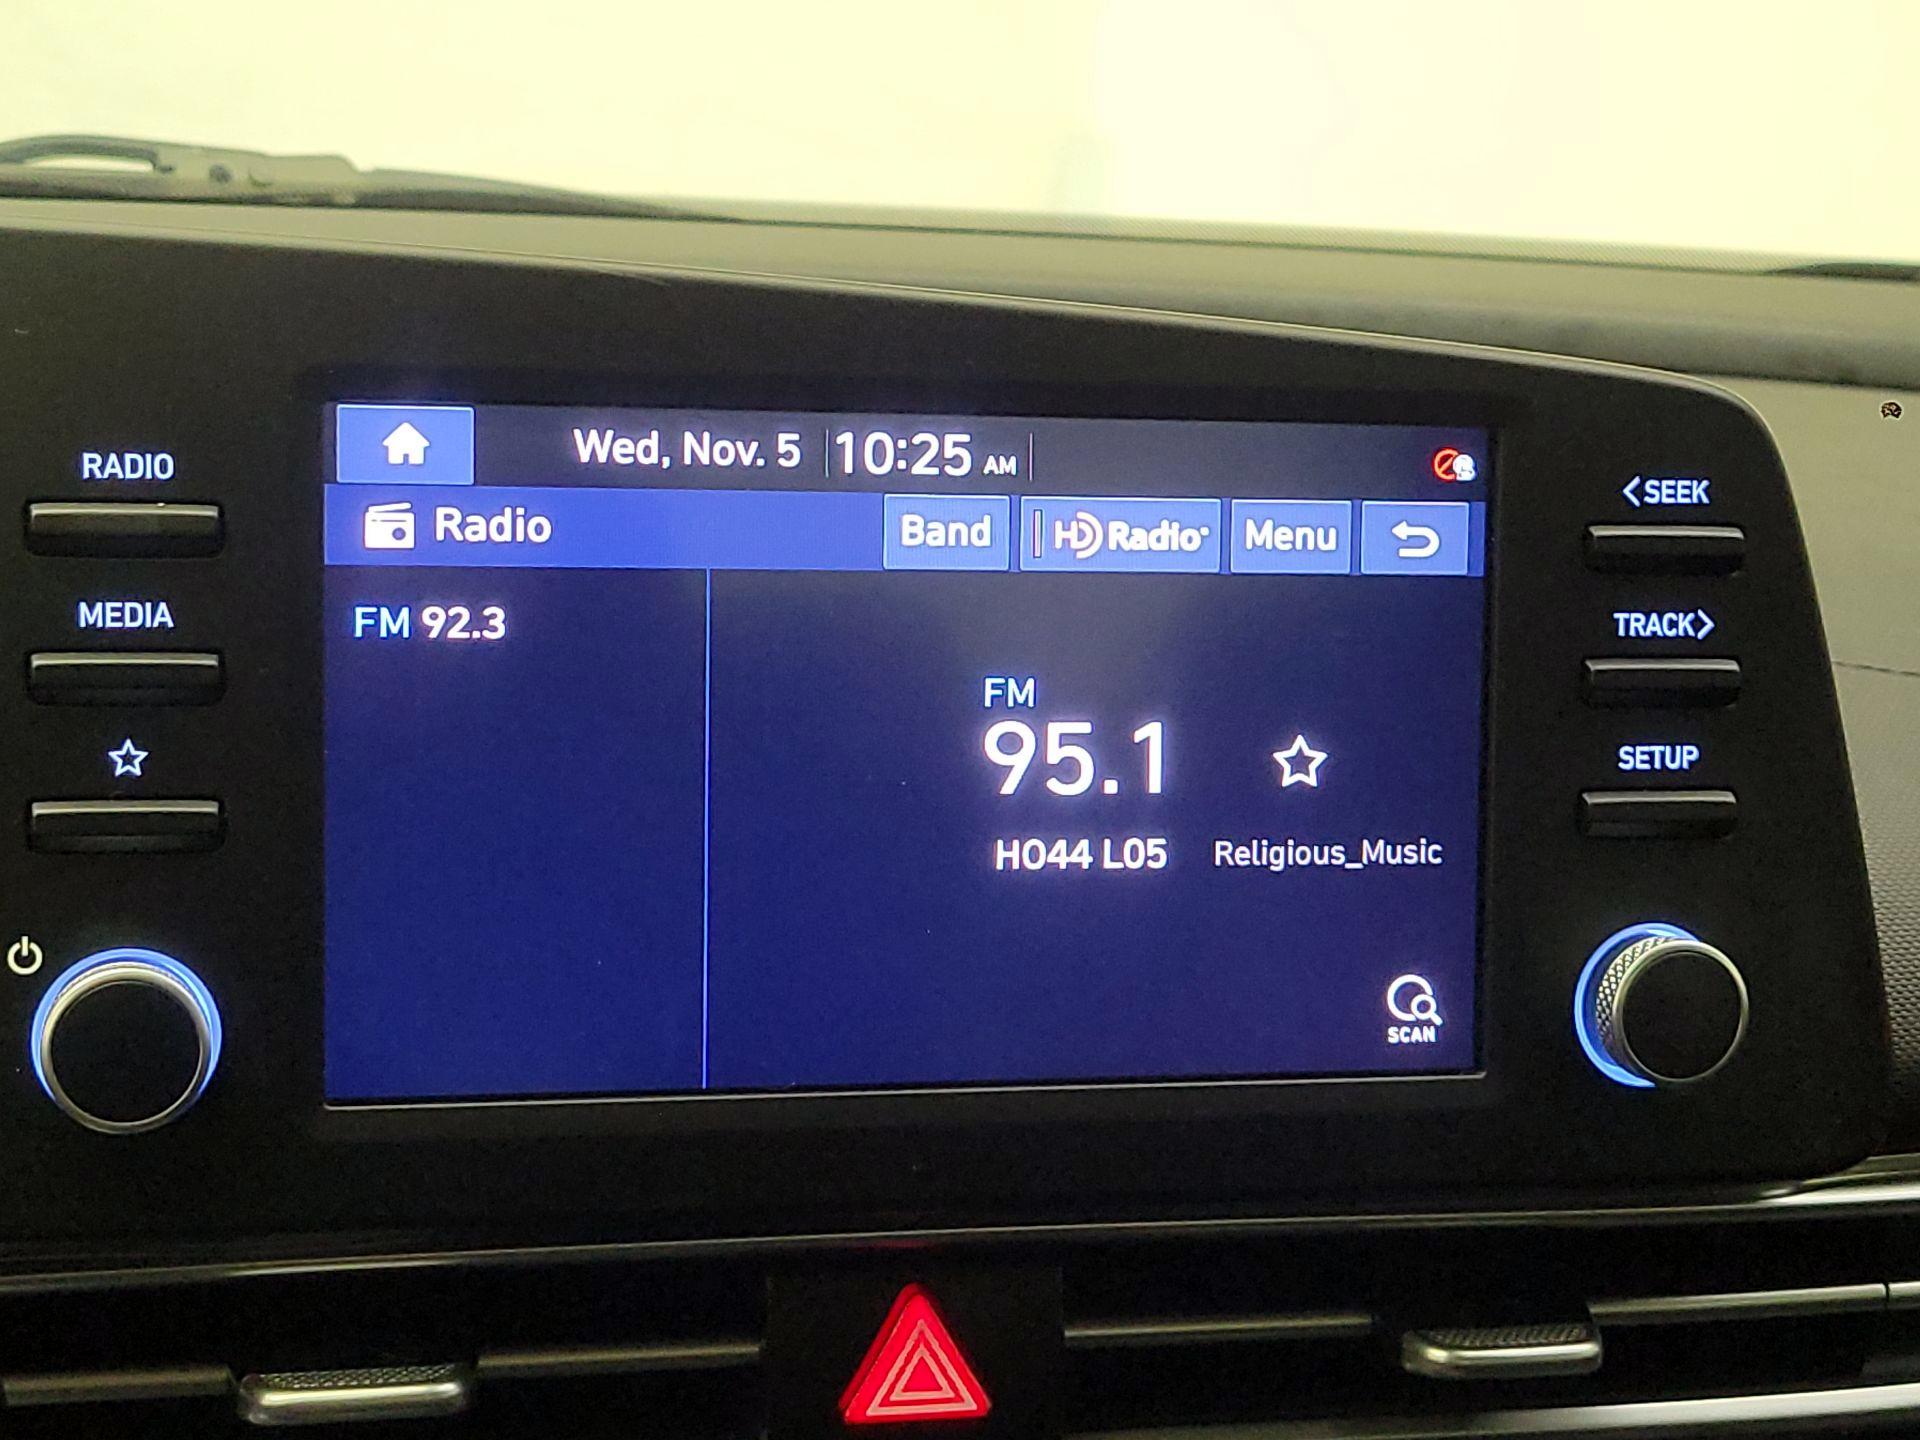 Wed, Nov. 5 10:25 AM
RADIO
<SEEK
Radio
Band
HD Radio
Menu
MEDIA
FM 92.3
TRACK>
FM
95.1
SETUP
HO44 L05
Religious_Music
SCAN